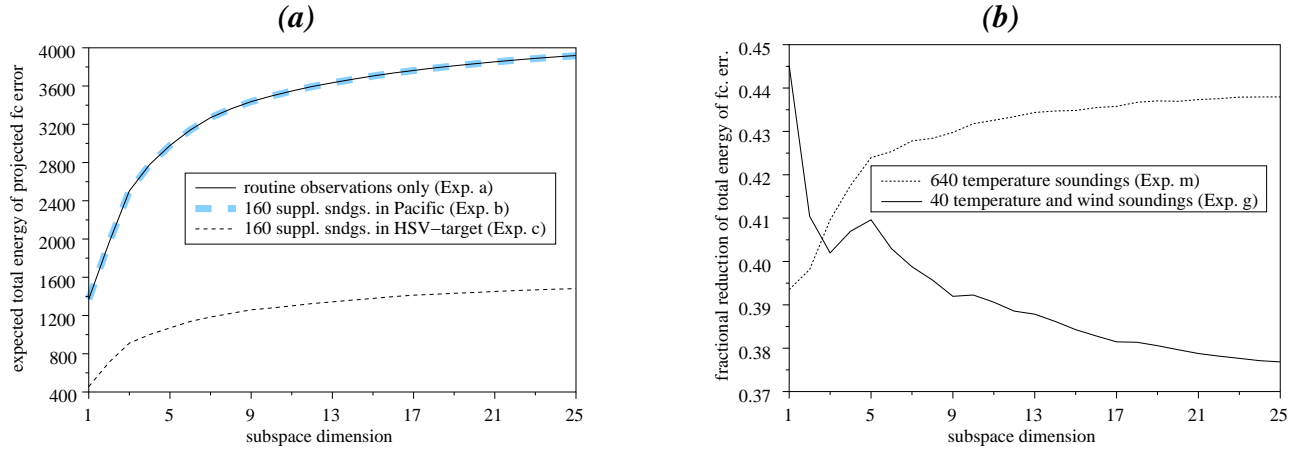 (a)
expected total energy of projected fc error
4000
3600
3200
2800
2400
2000
1600
1200
800
400
routine observations only (Exp. a)
160 suppl. sndgs. in Pacific (Exp. b)
160 suppl. sndgs. in HSV−target (Exp. c)
1 5 9 13 17 21 25
subspace dimension
(b)
fractional reduction of total energy of fc. err.
0.45
0.44
0.43
0.42
0.41
0.40
0.39
0.38
0.37
640 temperature soundings (Exp. m)
40 temperature and wind soundings (Exp. g)
1 5 9 13 17 21 25
subspace dimension